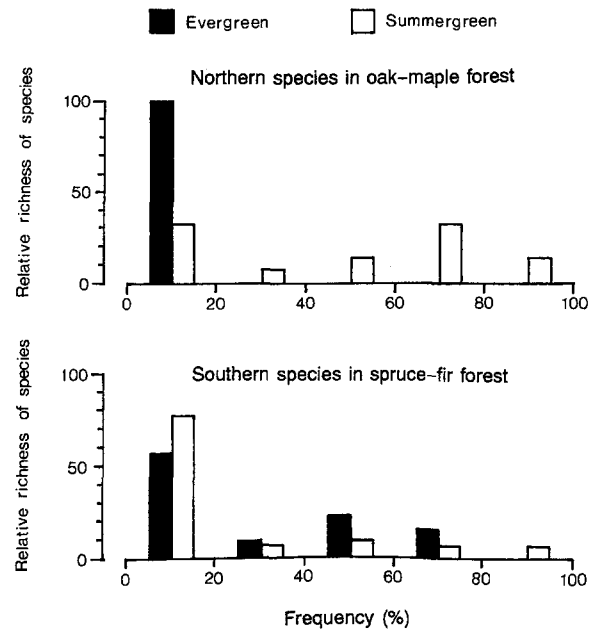 Evergreen
Summergreen
Northern species in oak-maple forest
Relative richness of species
100
50
0
0 20 40 60 80 100
Southern species in spruce-fir forest
Relative richness of species
100
50
0
0 20 40 60 80 100
Frequency (%)